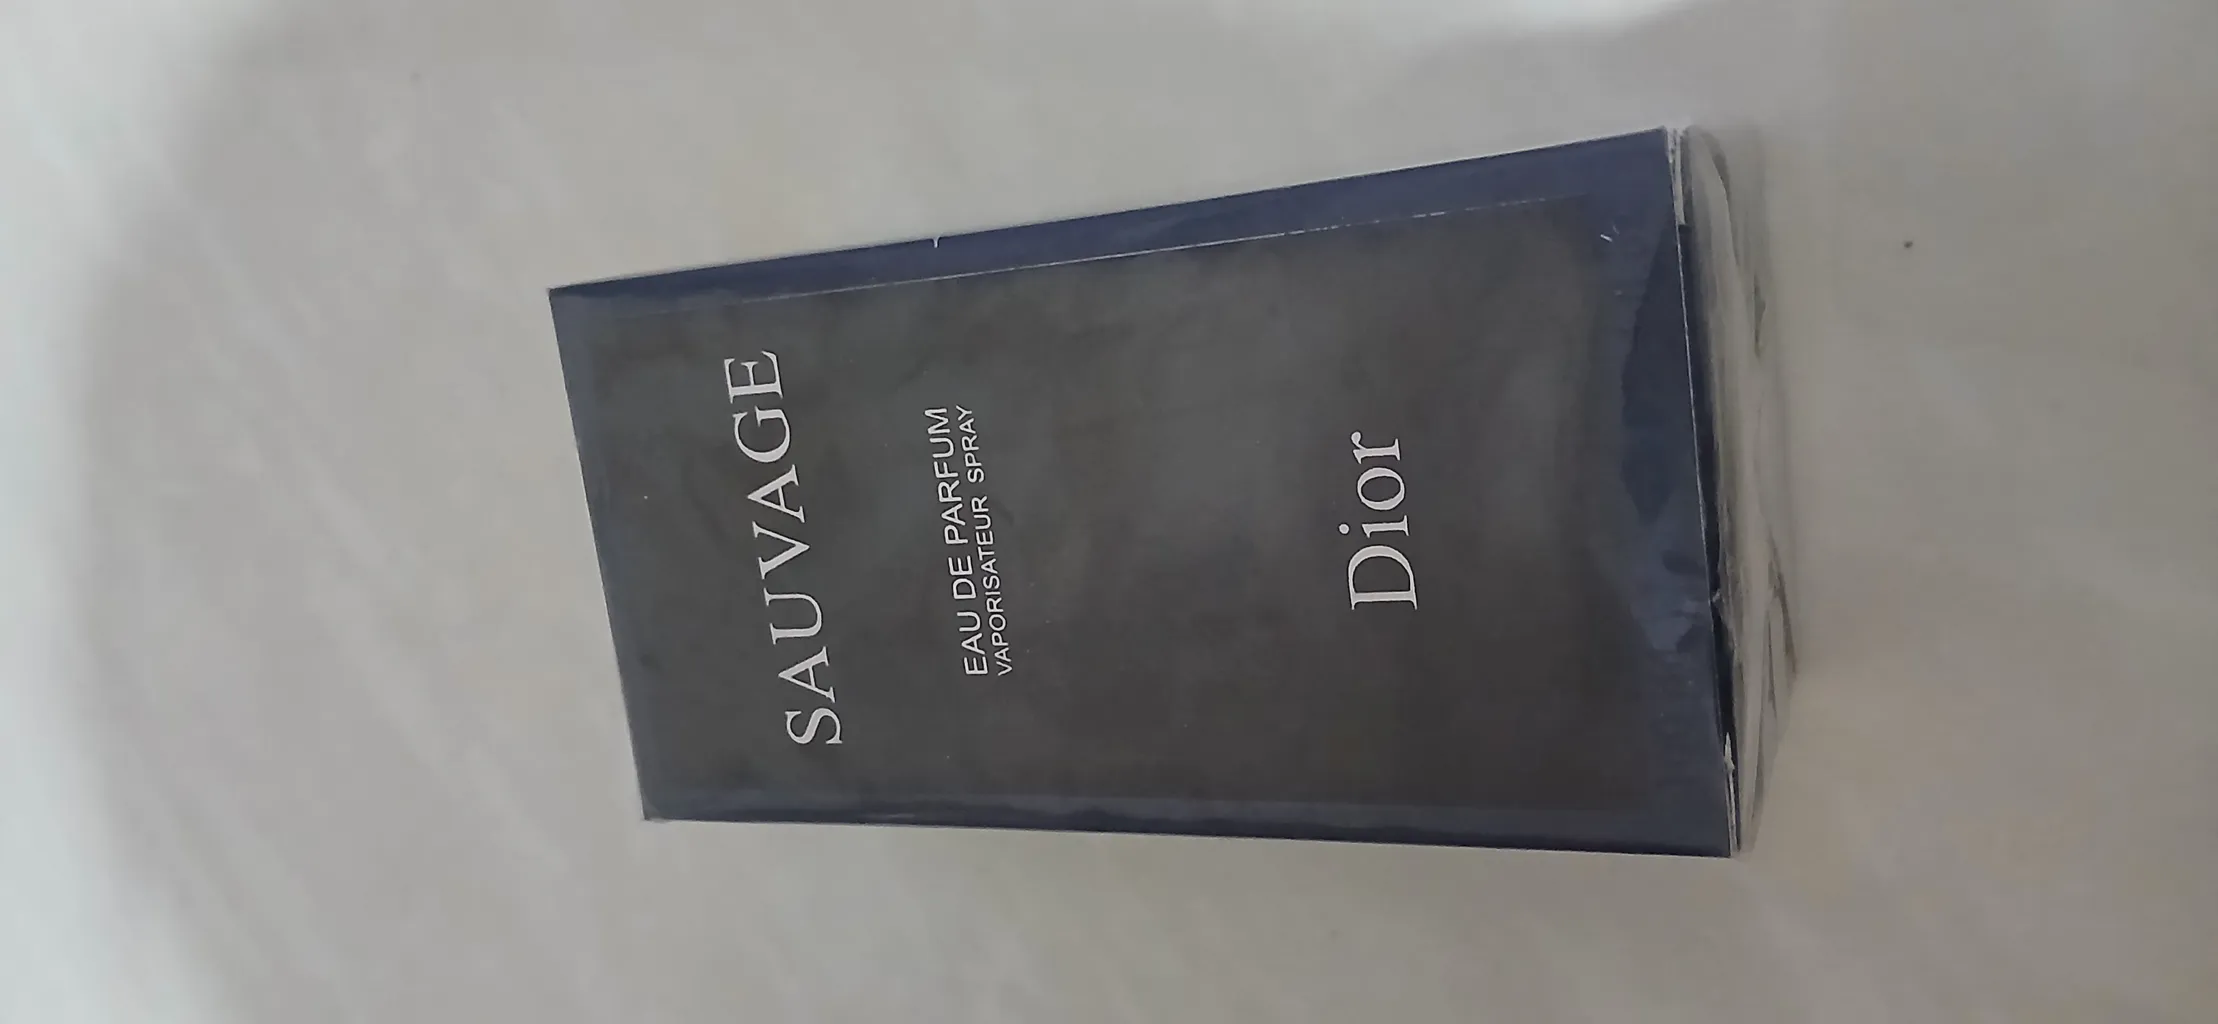 SAUVAGE
EAU DE PARFUM
VAPORISATEUR SPRAY
Dior